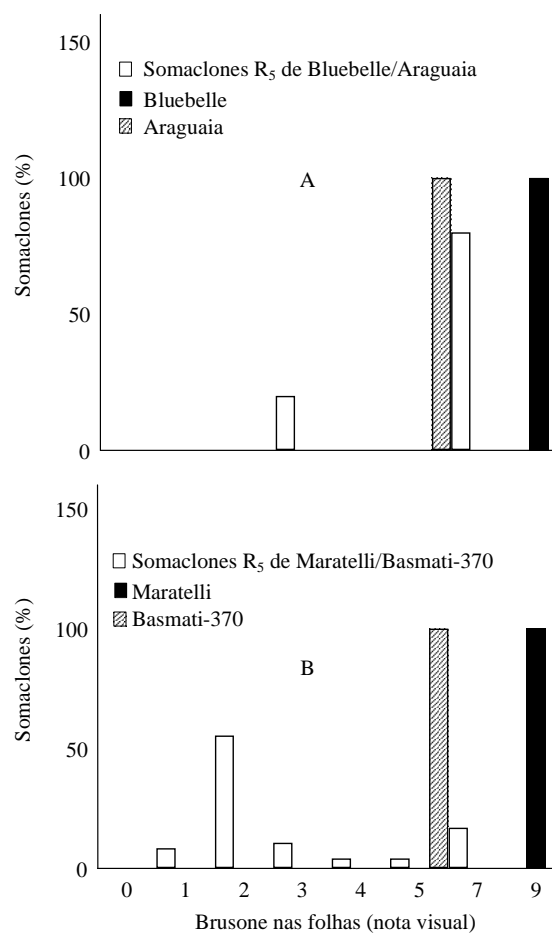 150
Somaclones R₅ de Bluebelle/Araguaia
Bluebelle
Araguaia
100
A
Somaclones (%)
50
0
150
Somaclones R₅ de Maratelli/Basmati-370
Maratelli
Basmati-370
100
B
Somaclones (%)
50
0
0 1 2 3 4 5 7 9
Brusone nas folhas (nota visual)